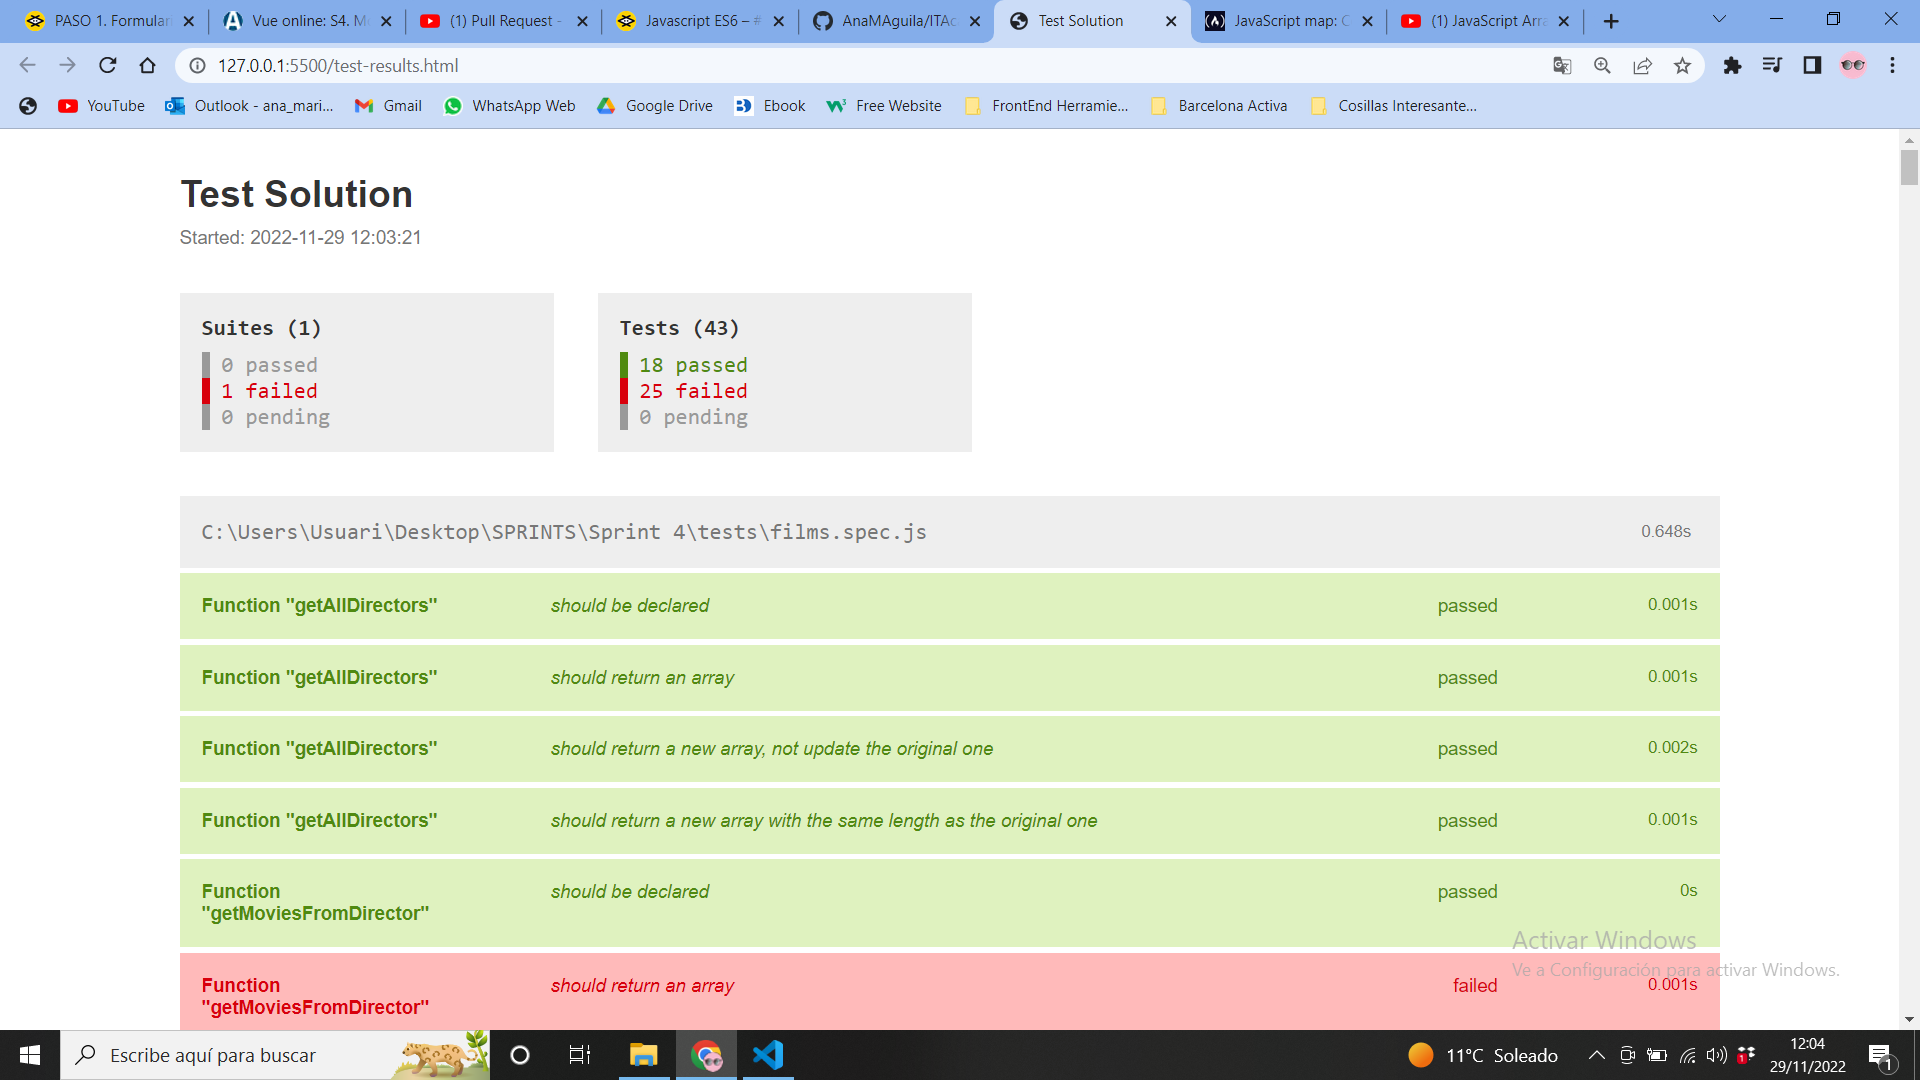 PASO 1. Formulari
Vue online: S4. M
(1) Pull Request -
Javascript ES6 – #
AnaMAguila/ITAc
Test Solution
JavaScript map: C
(1) JavaScript Arra
127.0.0.1:5500/test-results.html
YouTube
Outlook - ana_mari...
Gmail
WhatsApp Web
Google Drive
Ebook
Free Website
FrontEnd Herramie...
Barcelona Activa
Cosillas Interesante...
Test Solution
Started: 2022-11-29 12:03:21
Suites (1)
0 passed
1 failed
0 pending
Tests (43)
18 passed
25 failed
0 pending
C:\Users\Usuari\Desktop\SPRINTS\Sprint 4\tests\films.spec.js 0.648s
Function "getAllDirectors" should be declared passed 0.001s
Function "getAllDirectors" should return an array passed 0.001s
Function "getAllDirectors" should return a new array, not update the original one passed 0.002s
Function "getAllDirectors" should return a new array with the same length as the original one passed 0.001s
Function "getMoviesFromDirector" should be declared passed 0s
Function "getMoviesFromDirector" should return an array failed 0.001s
Activar Windows
Ve a Configuración para activar Windows.
Escribe aquí para buscar
11°C Soleado
12:04
29/11/2022
1